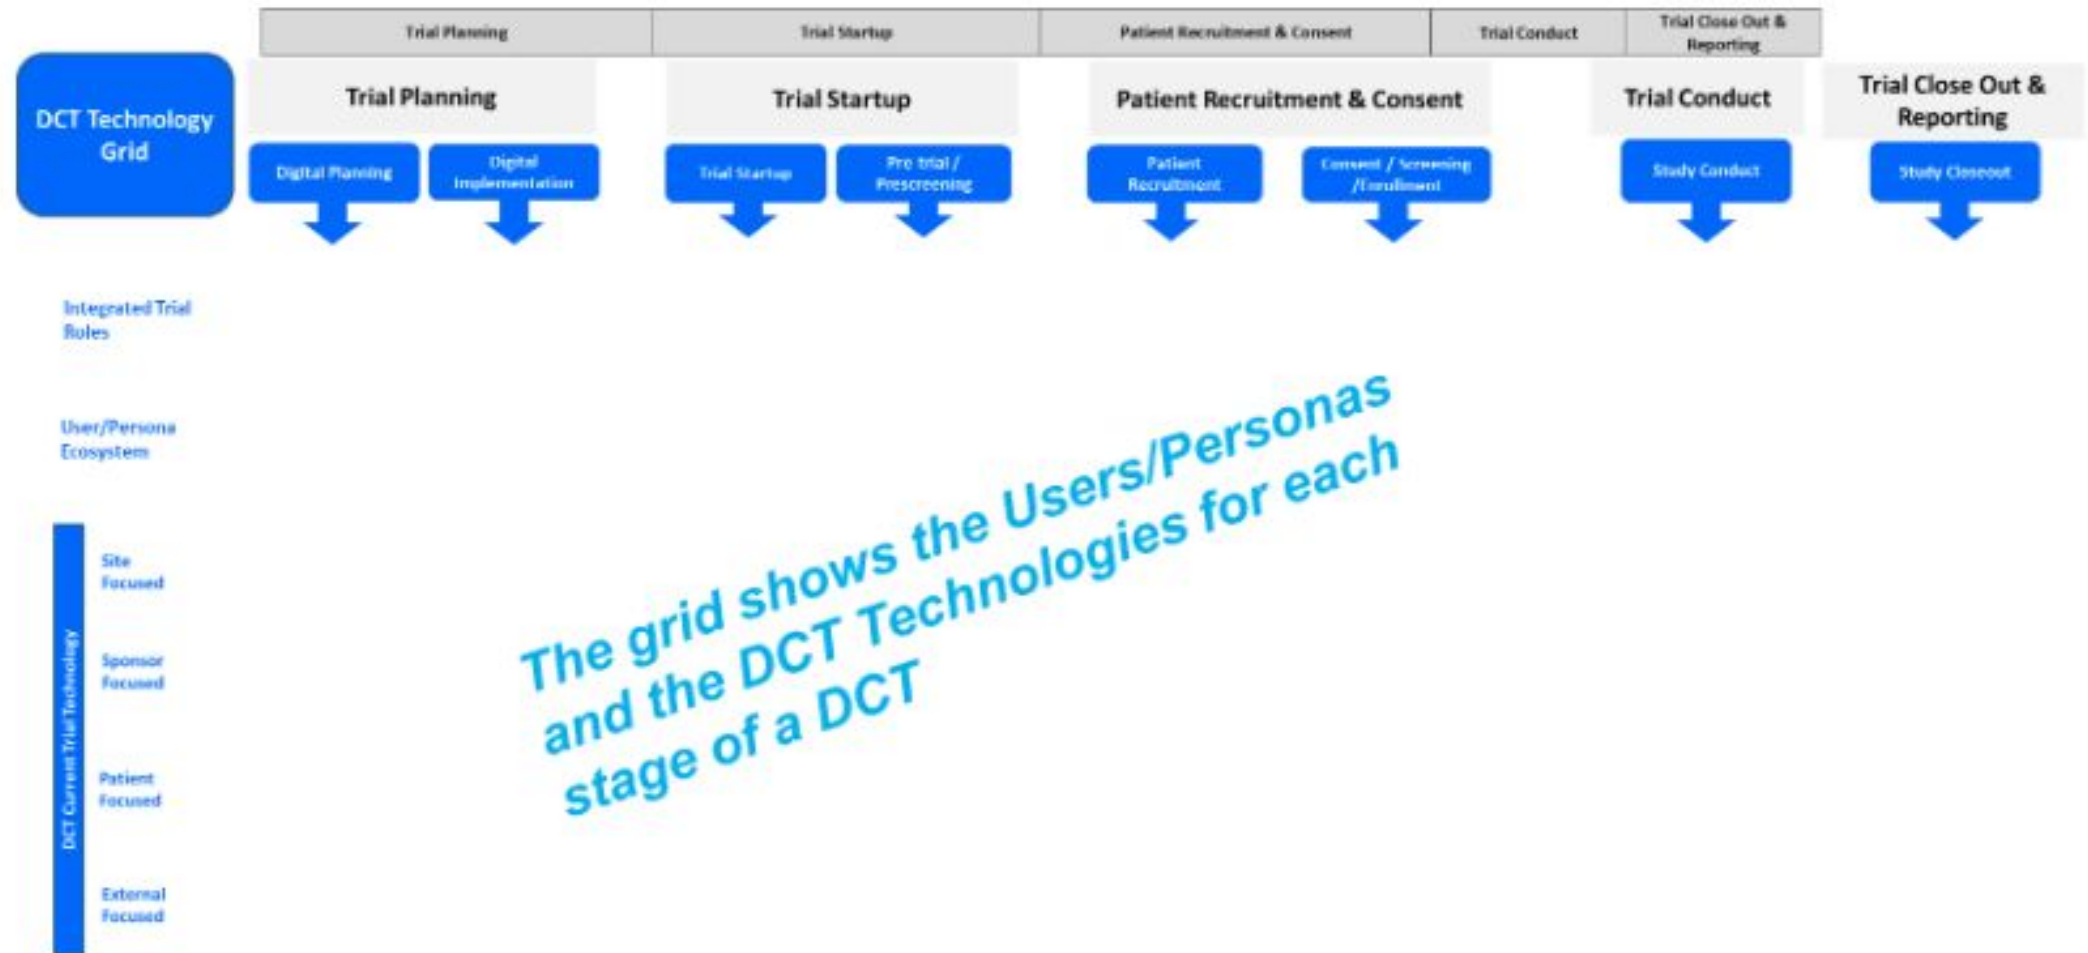 Trial Planning
Trial Startup
Patient Recruitment & Consent
Trial Conduct
Trial Close Out &
Reporting
DCT Technology
Grid
Trial Planning
Trial Startup
Patient Recruitment & Consent
Trial Conduct
Trial Close Out &
Reporting
Digital Planning
Digital
Implementation
Trial Startup
Pre trial /
Prescreening
Patient
Recruitment
Consent / Screening
/Enrollment
Study Conduct
Study Closeout
Integrated Trial
Roles
User/Persona
Ecosystem
DCT Current Trial Technology
Site
Focused
Sponsor
Focused
Patient
Focused
External
Focused
The grid shows the Users/Personas
and the DCT Technologies for each
stage of a DCT